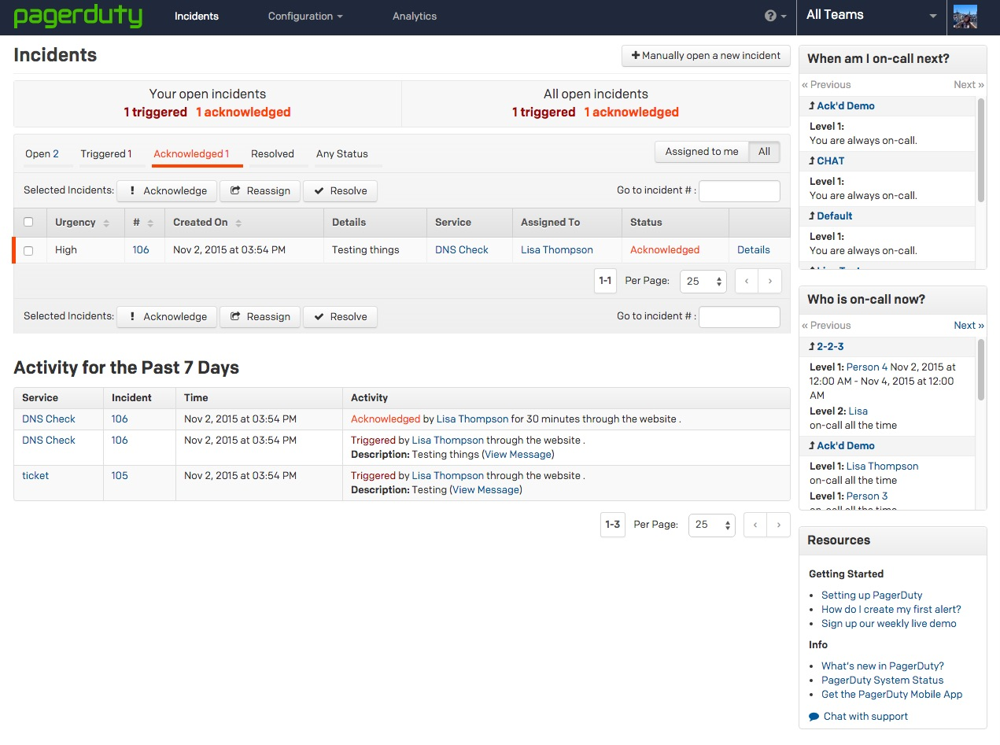 pagerduty Incidents Configuration Analytics ? All Teams
Incidents
Manually open a new incident
Your open incidents
1 triggered 1 acknowledged
All open incidents
1 triggered 1 acknowledged
Open 2 Triggered 1 Acknowledged 1 Resolved Any Status
Assigned to me All
Selected Incidents: ! Acknowledge Reassign Resolve
Go to incident # :
Urgency # Created On Details Service Assigned To Status
High 106 Nov 2, 2015 at 03:54 PM Testing things DNS Check Lisa Thompson Acknowledged Details
1-1 Per Page: 25 ‹ ›
Selected Incidents: ! Acknowledge Reassign Resolve
Go to incident # :
Activity for the Past 7 Days
Service Incident Time Activity
DNS Check 106 Nov 2, 2015 at 03:54 PM Acknowledged by Lisa Thompson for 30 minutes through the website .
DNS Check 106 Nov 2, 2015 at 03:54 PM Triggered by Lisa Thompson through the website .
Description: Testing things (View Message)
ticket 105 Nov 2, 2015 at 03:54 PM Triggered by Lisa Thompson through the website .
Description: Testing (View Message)
1-3 Per Page: 25 ‹ ›
When am I on-call next?
« Previous Next »
Ack'd Demo
Level 1:
You are always on-call.
CHAT
Level 1:
You are always on-call.
Default
Level 1:
You are always on-call.
Who is on-call now?
« Previous Next »
2-2-3
Level 1: Person 4 Nov 2, 2015 at
12:00 AM - Nov 4, 2015 at 12:00
AM
Level 2: Lisa
on-call all the time
Ack'd Demo
Level 1: Lisa Thompson
on-call all the time
Level 1: Person 3
on-call all the time
Resources
Getting Started
• Setting up PagerDuty
• How do I create my first alert?
• Sign up our weekly live demo
Info
• What's new in PagerDuty?
• PagerDuty System Status
• Get the PagerDuty Mobile App
Chat with support